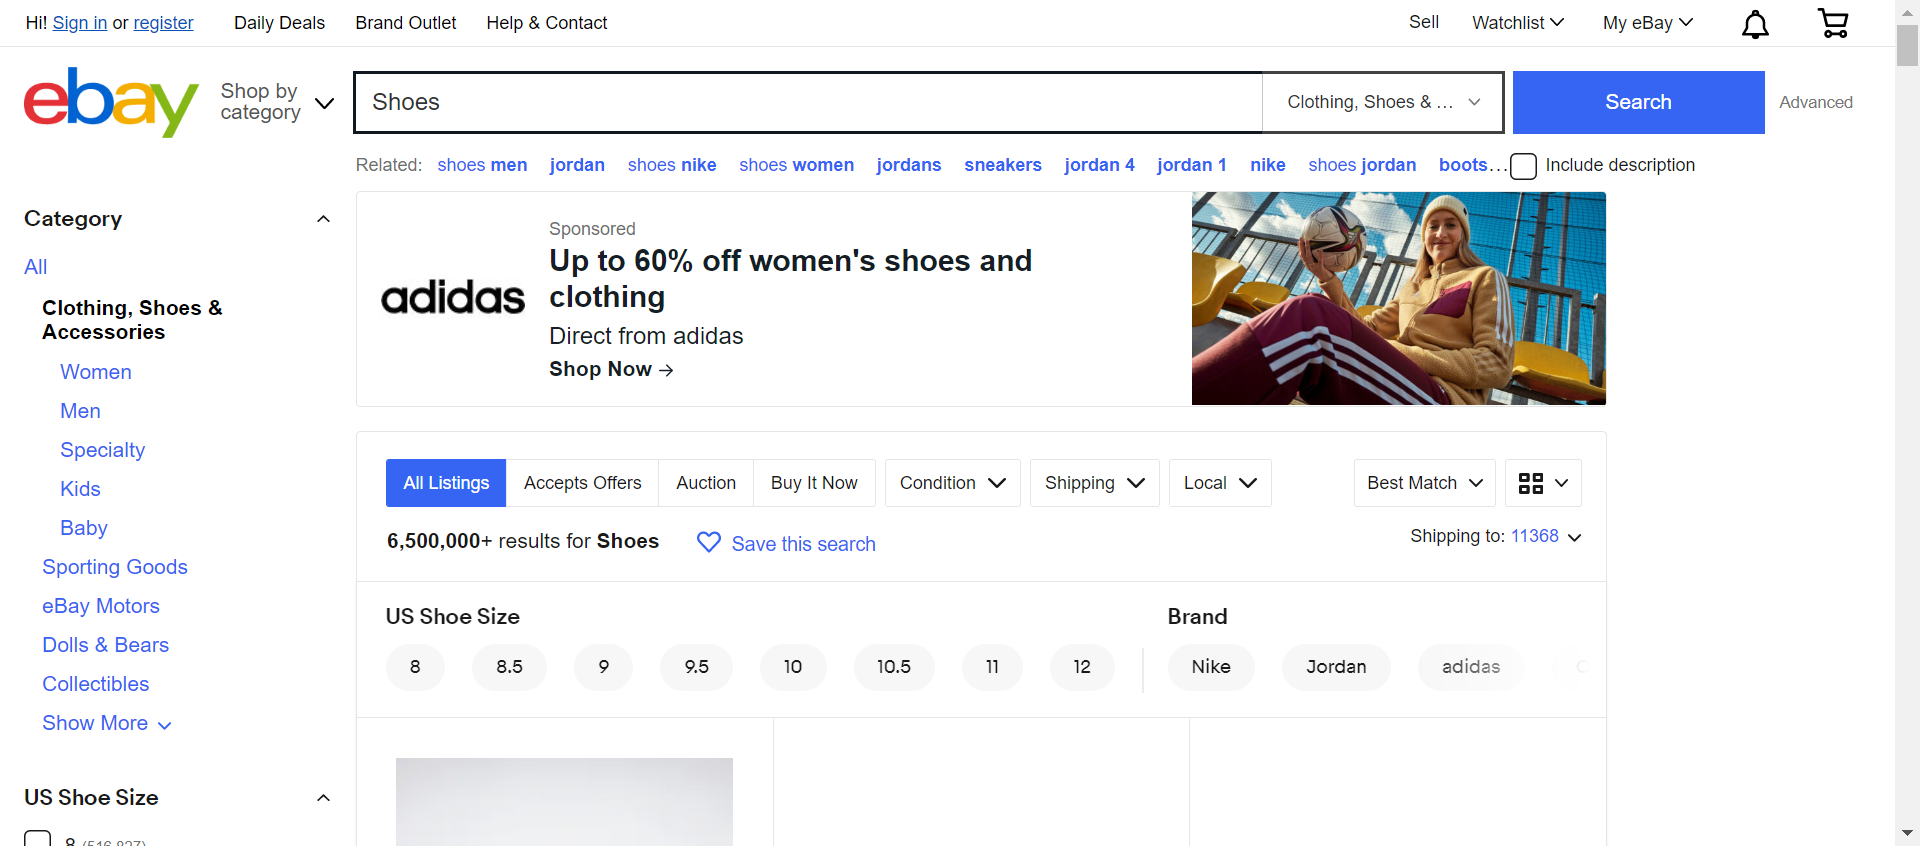 Hi! Sign in or register Daily Deals Brand Outlet Help & Contact Sell Watchlist My eBay
ebay
Shop by
category
Shoes
Clothing, Shoes & ...
Search
Advanced
Related: shoes men jordan shoes nike shoes women jordans sneakers jordan 4 jordan 1 nike shoes jordan boots... Include description
Category
All
Clothing, Shoes &
Accessories
Women
Men
Specialty
Kids
Baby
Sporting Goods
eBay Motors
Dolls & Bears
Collectibles
Show More
US Shoe Size
8 (516,827)
adidas
Sponsored
Up to 60% off women's shoes and
clothing
Direct from adidas
Shop Now →
All Listings Accepts Offers Auction Buy It Now Condition Shipping Local Best Match
6,500,000+ results for Shoes Save this search Shipping to: 11368
US Shoe Size Brand
8 8.5 9 9.5 10 10.5 11 12 Nike Jordan adidas